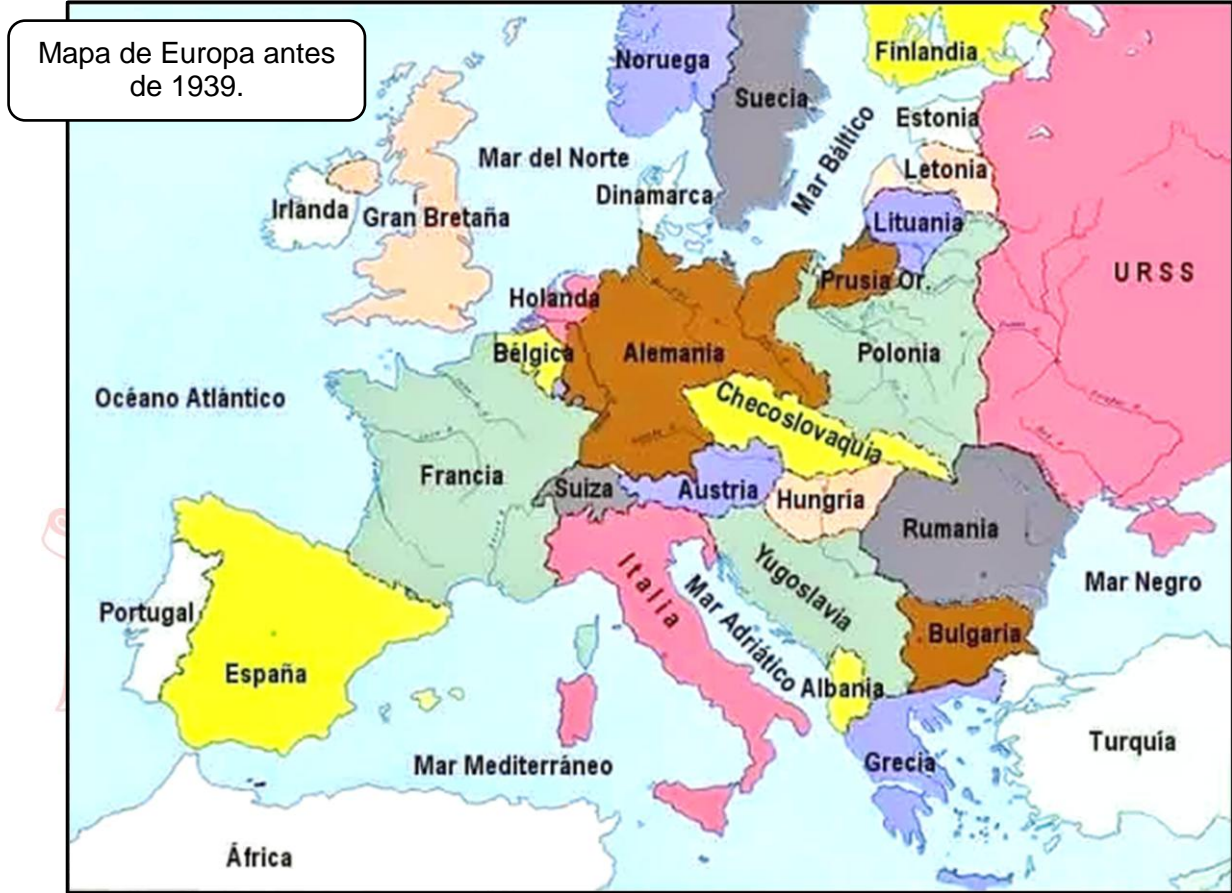 Mapa de Europa antes
de 1939.
Noruega
Suecia
Finlandia
Estonia
Letonia
Lituania
Mar Báltico
Mar del Norte
Dinamarca
Irlanda
Gran Bretaña
Prusia Or.
URSS
Holanda
Bélgica
Alemania
Polonia
Océano Atlántico
Checoslovaquia
Francia
Suiza
Austria
Hungría
Rumania
Italia
Yugoslavia
Mar Negro
Mar Adriático
Portugal
España
Bulgaria
Albania
Turquía
Grecia
Mar Mediterráneo
África